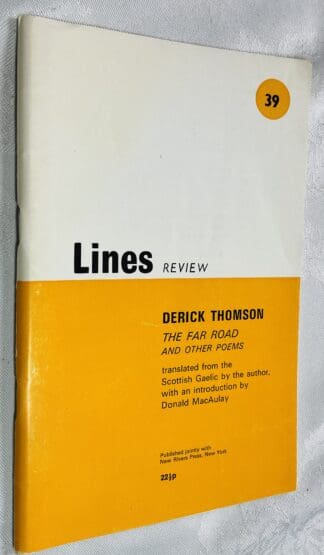 39
Lines REVIEW
DERICK THOMSON
THE FAR ROAD
AND OTHER POEMS
translated from the
Scottish Gaelic by the author,
with an introduction by
Donald MacAulay
Published jointly with
New Rivers Press, New York
22½p